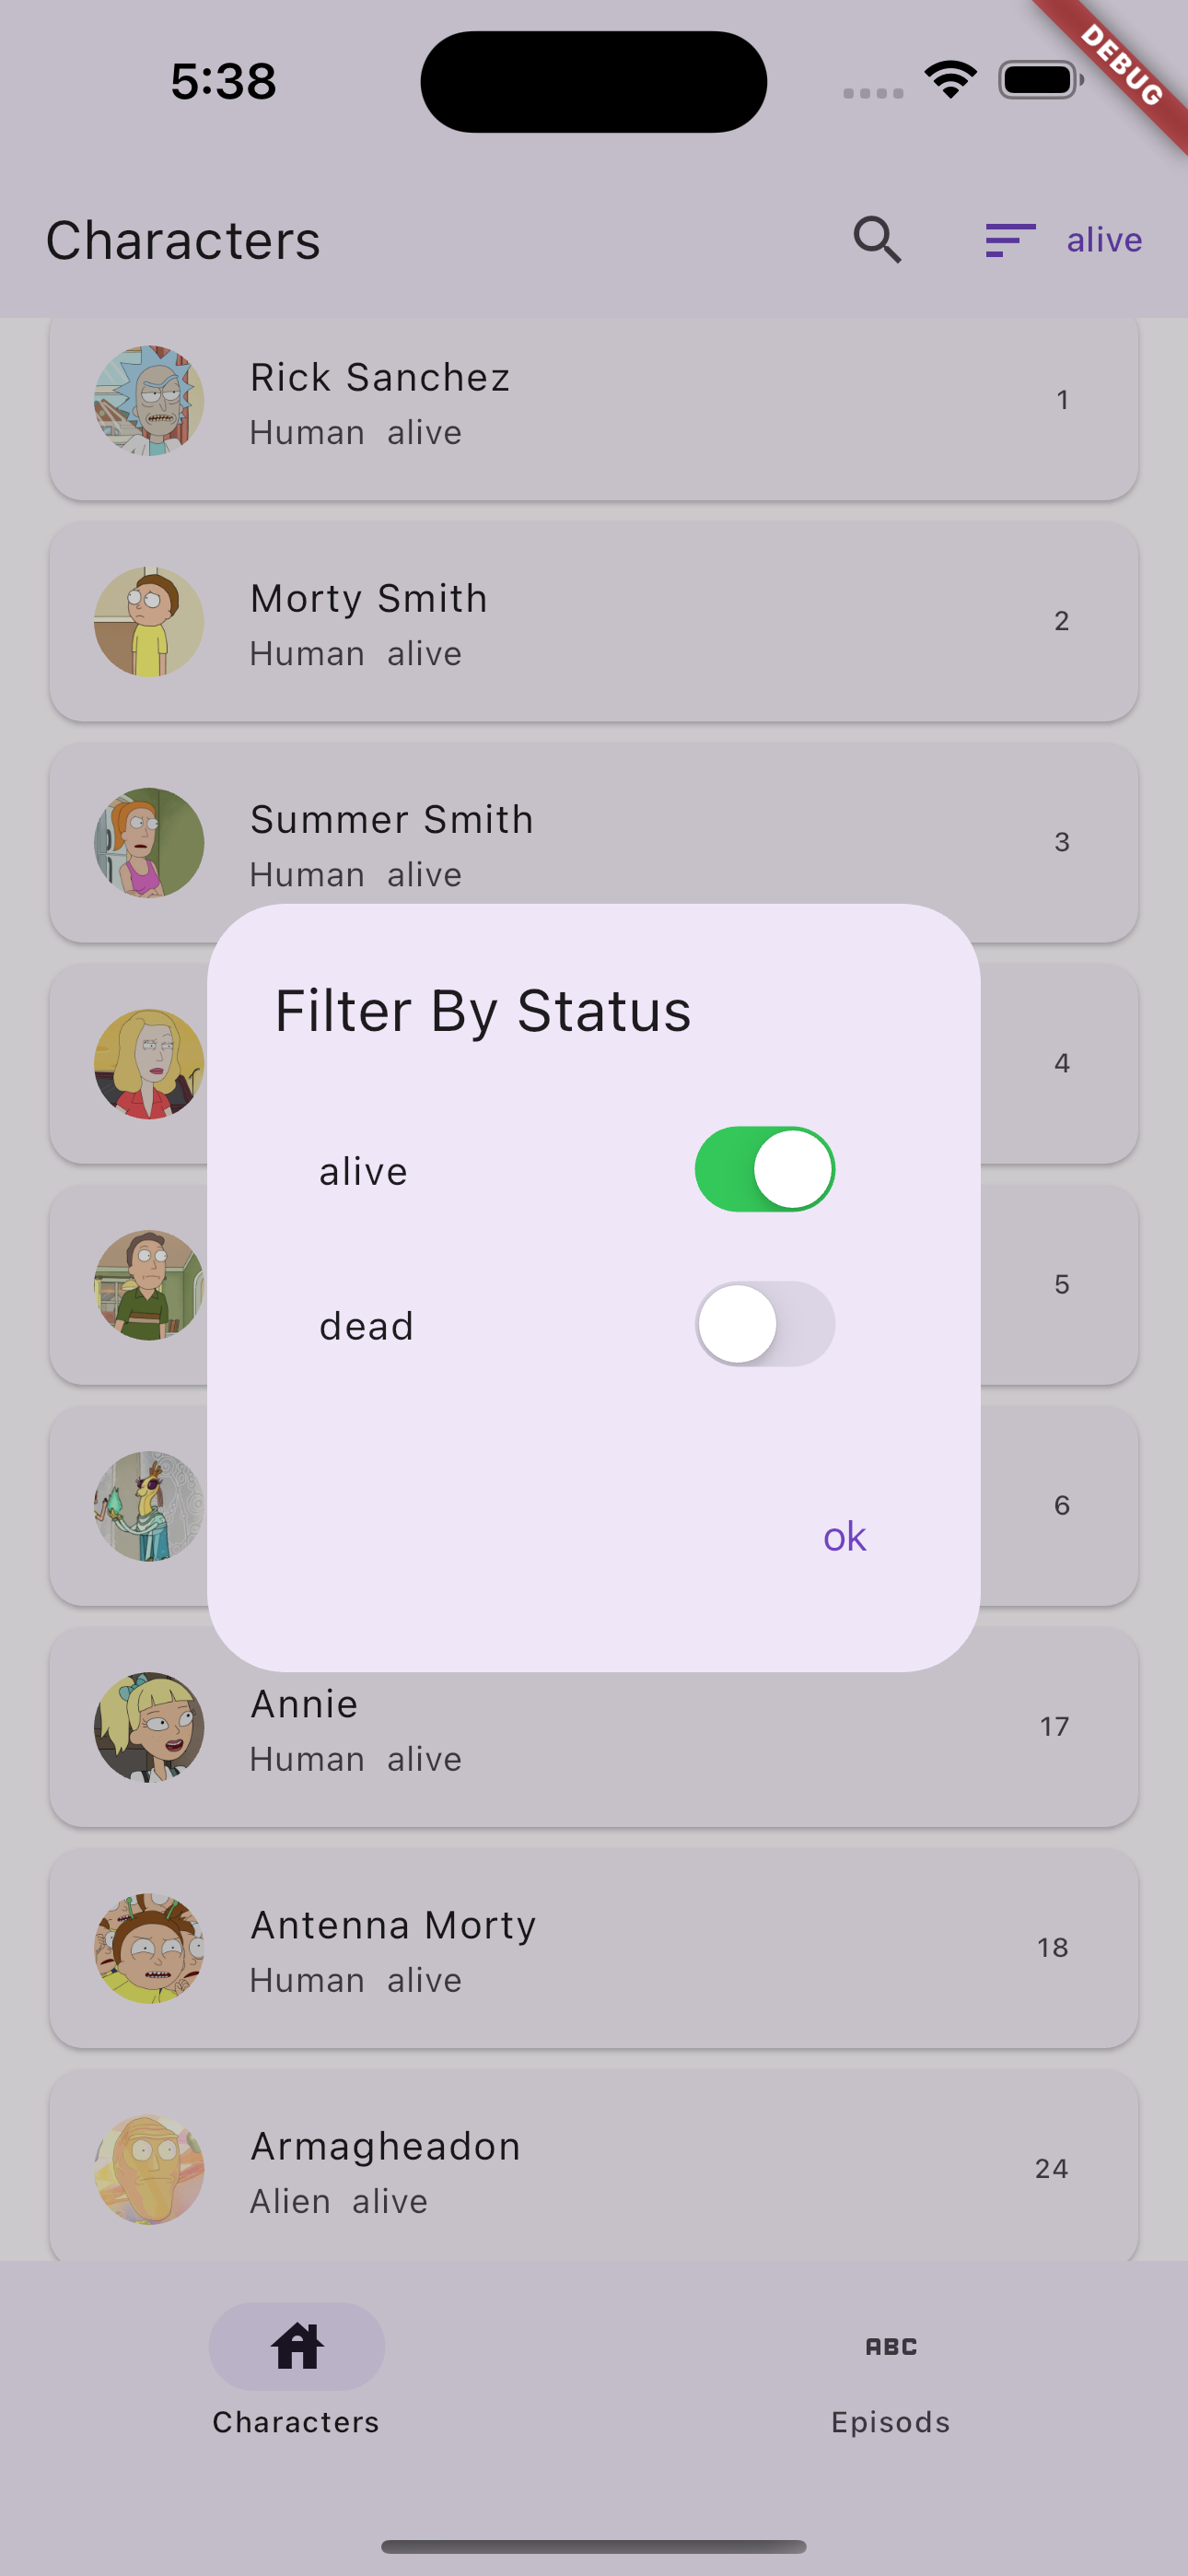 5:38
DEBUG
Characters
alive
Rick Sanchez
Human alive
1
Morty Smith
Human alive
2
Summer Smith
Human alive
3
Filter By Status
alive
dead
ok
4
5
6
Annie
Human alive
17
Antenna Morty
Human alive
18
Armagheadon
Alien alive
24
Characters
ABC
Episods